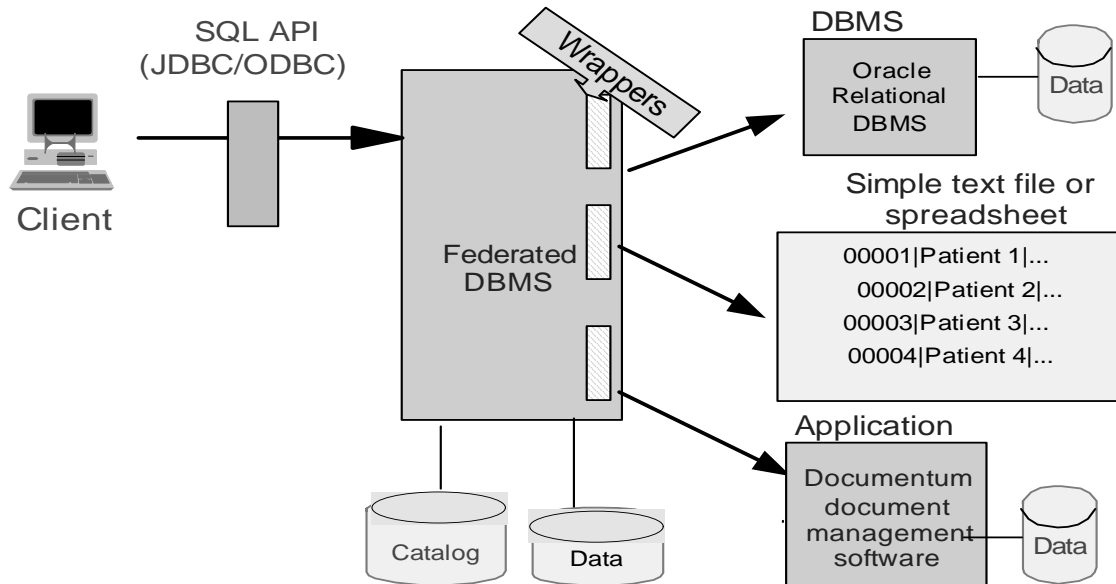 SQL API
(JDBC/ODBC)
Client
Wrappers
Federated
DBMS
Catalog
Data
DBMS
Oracle
Relational
DBMS
Data
Simple text file or
spreadsheet
00001|Patient 1|...
00002|Patient 2|...
00003|Patient 3|...
00004|Patient 4|...
Application
Documentum
document
management
software
Data